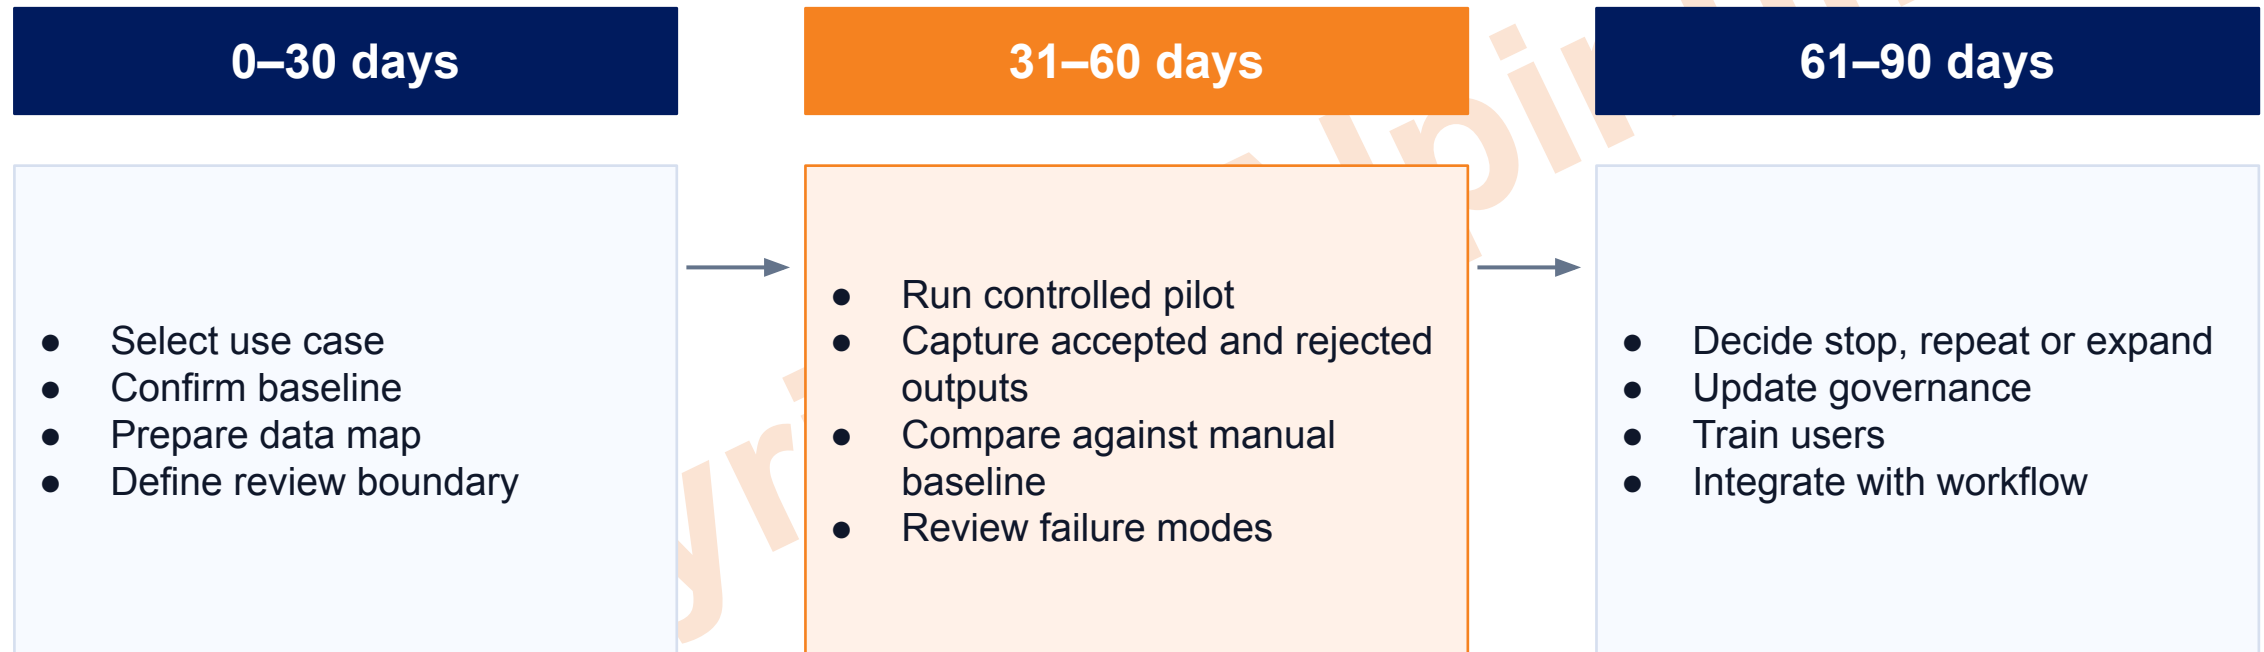 0–30 days
31–60 days
61–90 days
● Select use case
● Confirm baseline
● Prepare data map
● Define review boundary
● Run controlled pilot
● Capture accepted and rejected
outputs
● Compare against manual
baseline
● Review failure modes
● Decide stop, repeat or expand
● Update governance
● Train users
● Integrate with workflow